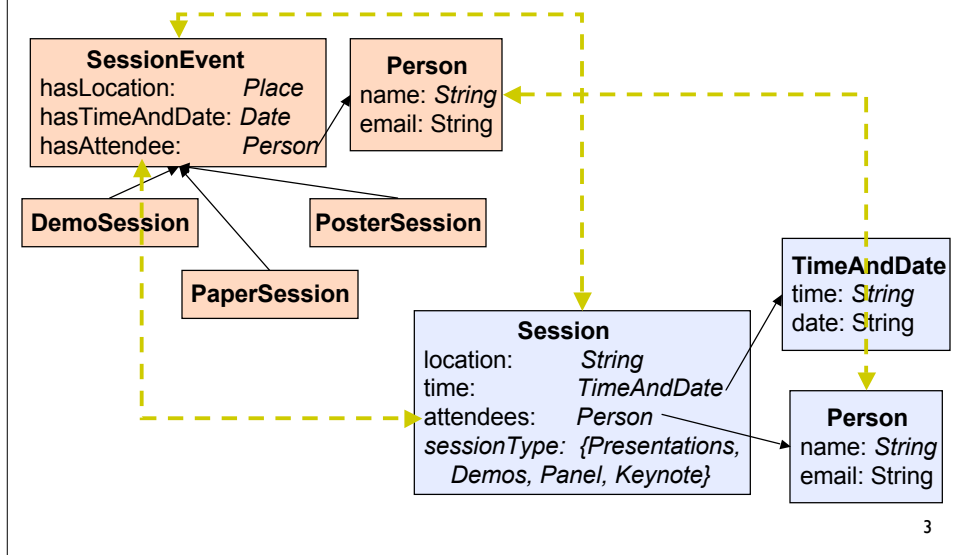 SessionEvent
hasLocation: Place
hasTimeAndDate: Date
hasAttendee: Person
Person
name: String
email: String
DemoSession
PosterSession
PaperSession
TimeAndDate
time: String
date: String
Session
location: String
time: TimeAndDate
attendees: Person
sessionType: {Presentations,
Demos, Panel, Keynote}
Person
name: String
email: String
3